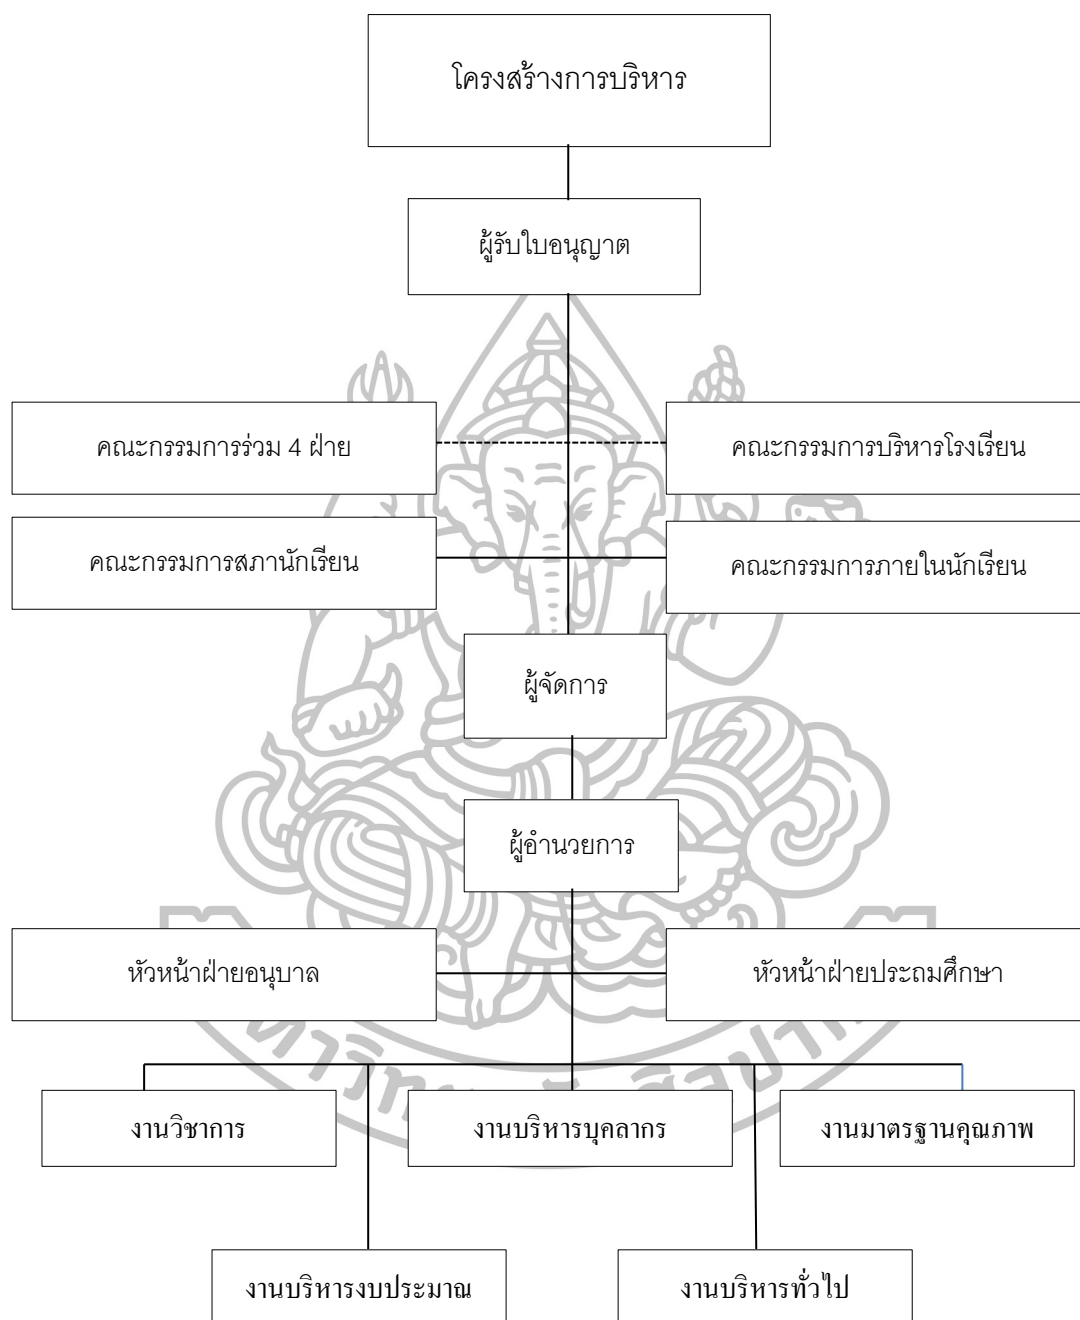 โครงสร้างการบริหาร
ผู้รับใบอนุญาต
คณะกรรมการร่วม 4 ฝ่าย
คณะกรรมการบริหารโรงเรียน
คณะกรรมการสภานักเรียน
คณะกรรมการภายในนักเรียน
ผู้จัดการ
ผู้อำนวยการ
หัวหน้าฝ่ายอนุบาล
หัวหน้าฝ่ายประถมศึกษา
งานวิชาการ
งานบริหารบุคลากร
งานมาตรฐานคุณภาพ
งานบริหารงบประมาณ
งานบริหารทั่วไป